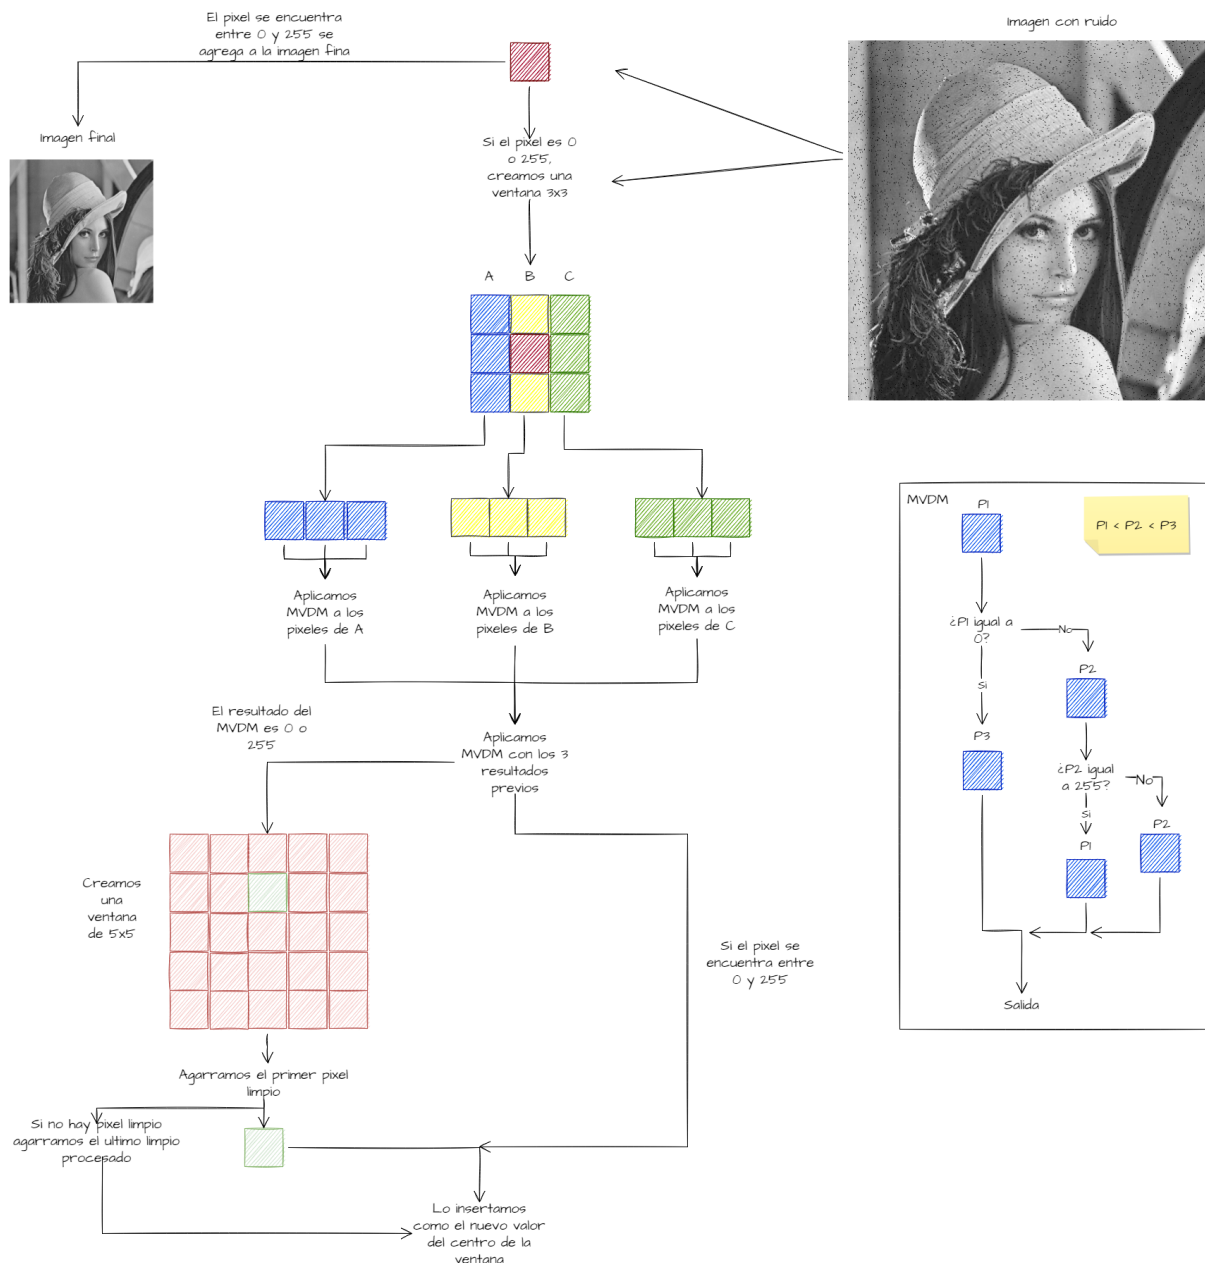 El pixel se encuentra
entre 0 y 255 se
agrega a la imagen fina
Imagen con ruido
Imagen final
Si el pixel es 0
o 255,
creamos una
ventana 3x3
A
B
C
Aplicamos
MVDM a los
pixeles de A
Aplicamos
MVDM a los
pixeles de B
Aplicamos
MVDM a los
pixeles de C
El resultado del
MVDM es 0 o
255
Aplicamos
MVDM con los 3
resultados
previos
Creamos
una
ventana
de 5x5
Si el pixel se
encuentra entre
0 y 255
Agarramos el primer pixel
limpio
Si no hay pixel limpio
agarramos el ultimo limpio
procesado
Lo insertamos
como el nuevo valor
del centro de la
ventana
MVDM
P1
P1 < P2 < P3
¿P1 igual a
0?
No
Si
P2
P3
¿P2 igual
a 255?
No
Si
P1
P2
Salida